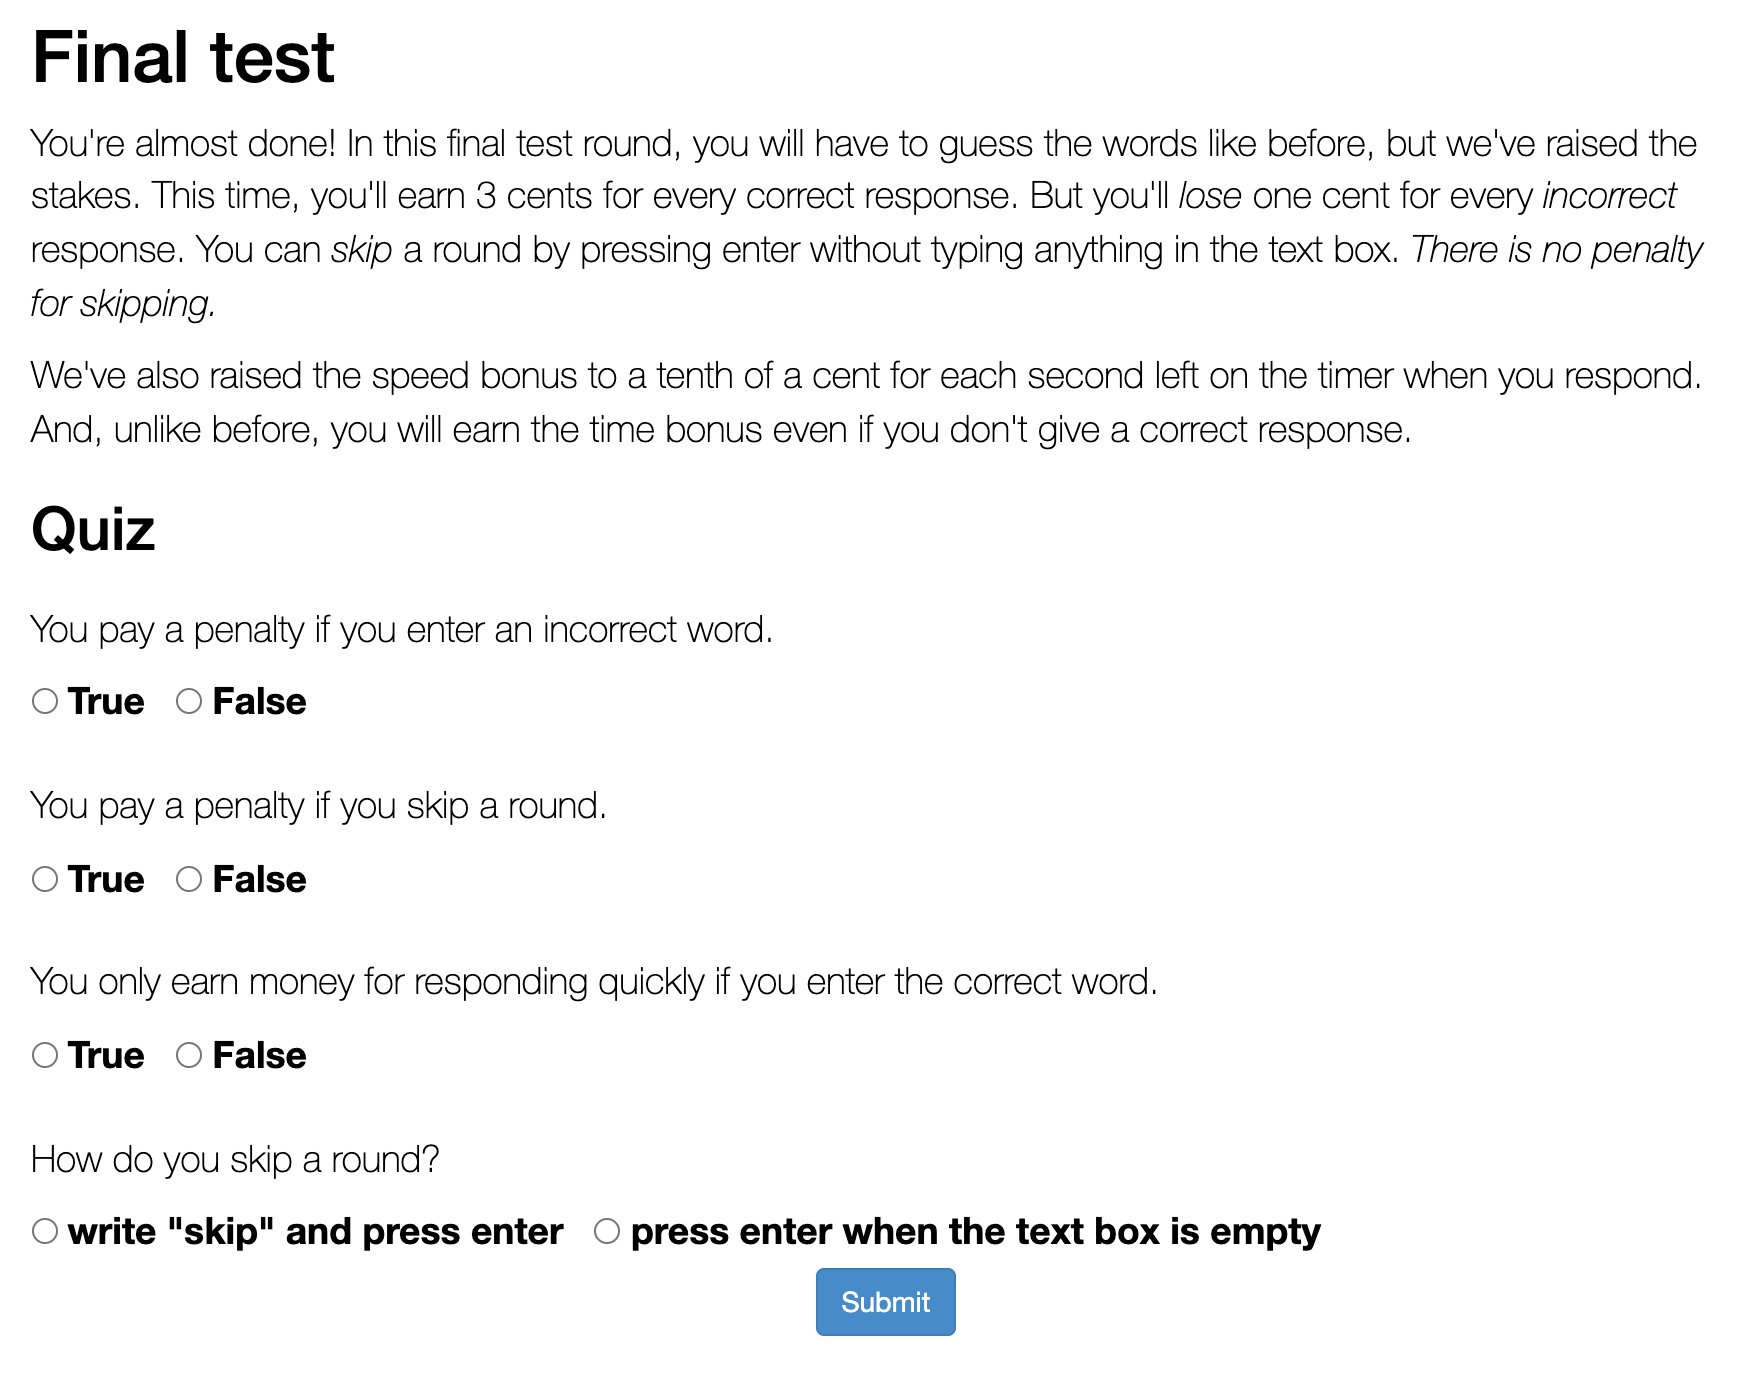 Final test
You're almost done! In this final test round, you will have to guess the words like before, but we've raised the
stakes. This time, you'll earn 3 cents for every correct response. But you'll lose one cent for every incorrect
response. You can skip a round by pressing enter without typing anything in the text box. There is no penalty
for skipping.
We've also raised the speed bonus to a tenth of a cent for each second left on the timer when you respond.
And, unlike before, you will earn the time bonus even if you don't give a correct response.
Quiz
You pay a penalty if you enter an incorrect word.
True False
You pay a penalty if you skip a round.
True False
You only earn money for responding quickly if you enter the correct word.
True False
How do you skip a round?
write "skip" and press enter press enter when the text box is empty
Submit